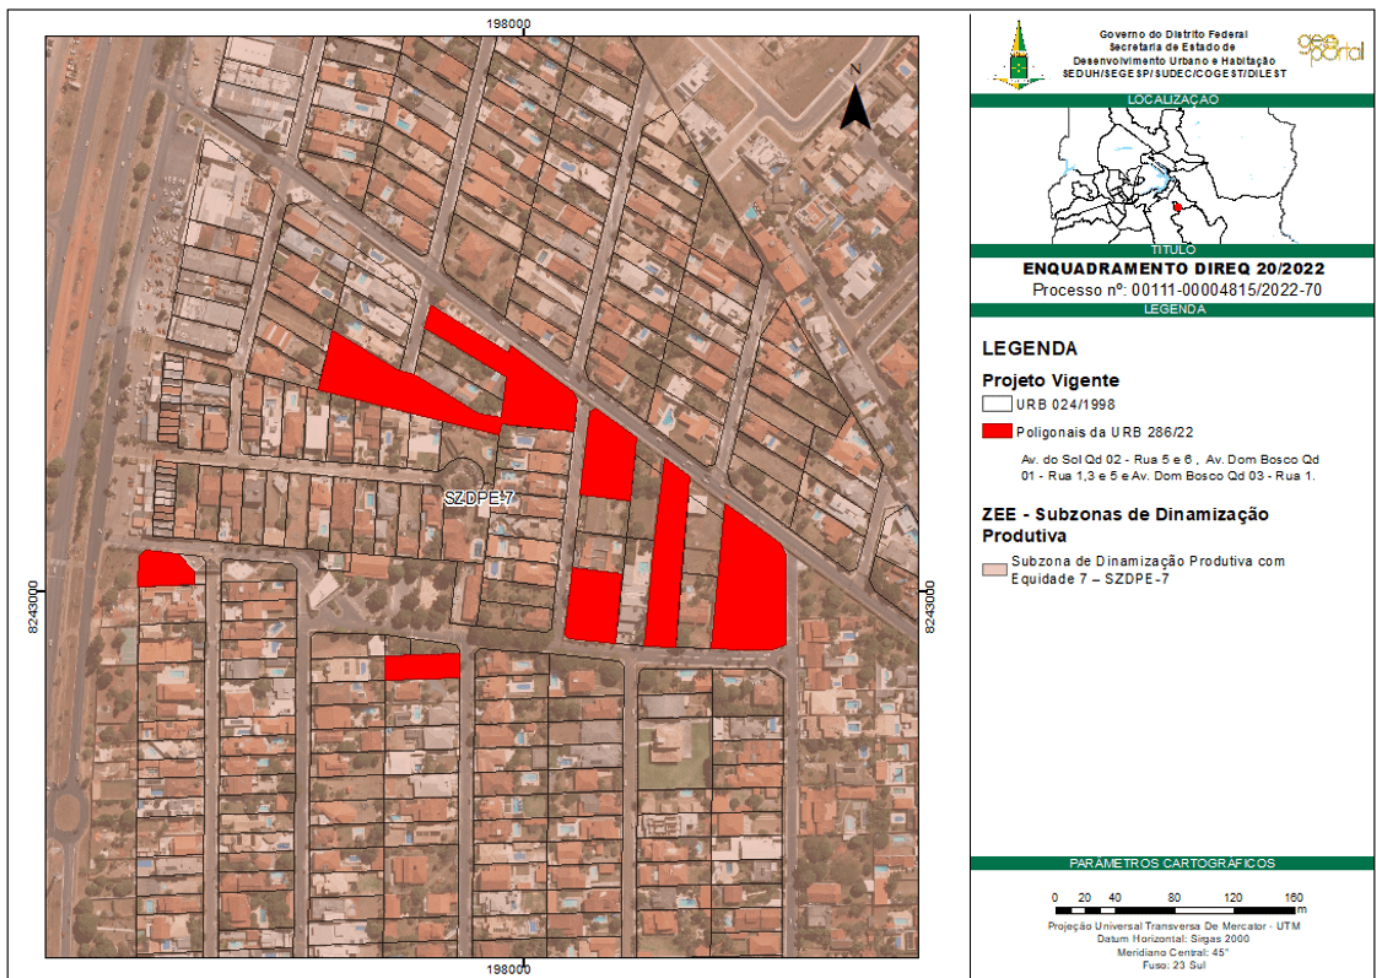 198000
N
SZDPE-7
8243000
8243000
198000
Governo do Distrito Federal
Secretaria de Estado de
Desenvolvimento Urbano e Habitação
SEDUH/SEGESP/SUDEC/COGEST/DILEST
geo
portal
LOCALIZAÇÃO
TÍTULO
ENQUADRAMENTO DIREQ 20/2022
Processo nº: 00111-00004815/2022-70
LEGENDA
LEGENDA
Projeto Vigente
URB 024/1998
Poligonais da URB 286/22
Av. do Sol Qd 02 - Rua 5 e 6 , Av. Dom Bosco Qd
01 - Rua 1,3 e 5 e Av. Dom Bosco Qd 03 - Rua 1.
ZEE - Subzonas de Dinamização
Produtiva
Subzona de Dinamização Produtiva com
Equidade 7 – SZDPE-7
PARÂMETROS CARTOGRÁFICOS
0 20 40 80 120 160
m
Projeção Universal Transversa De Mercator - UTM
Datum Horizontal: Sirgas 2000
Meridiano Central: 45°
Fuso: 23 Sul